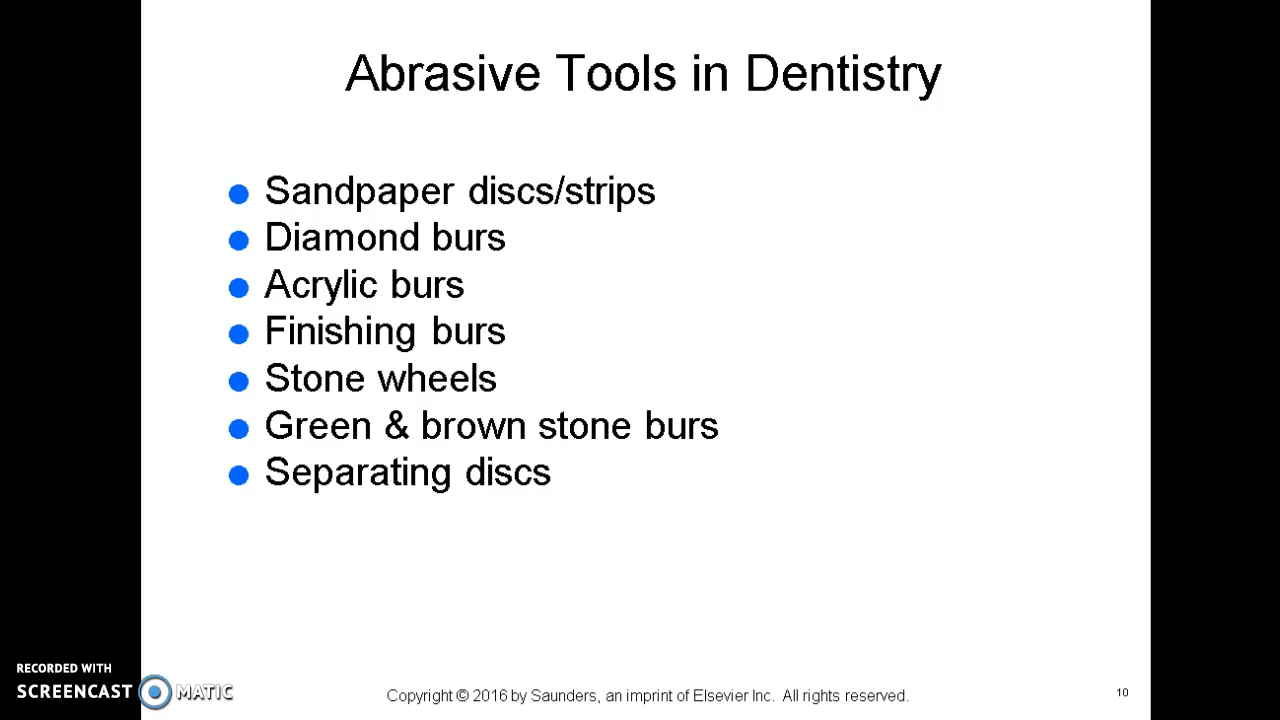 Abrasive Tools in Dentistry
Sandpaper discs/strips
Diamond burs
Acrylic burs
Finishing burs
Stone wheels
Green & brown stone burs
Separating discs
RECORDED WITH
SCREENCAST MATIC
Copyright © 2016 by Saunders, an imprint of Elsevier Inc. All rights reserved.
10